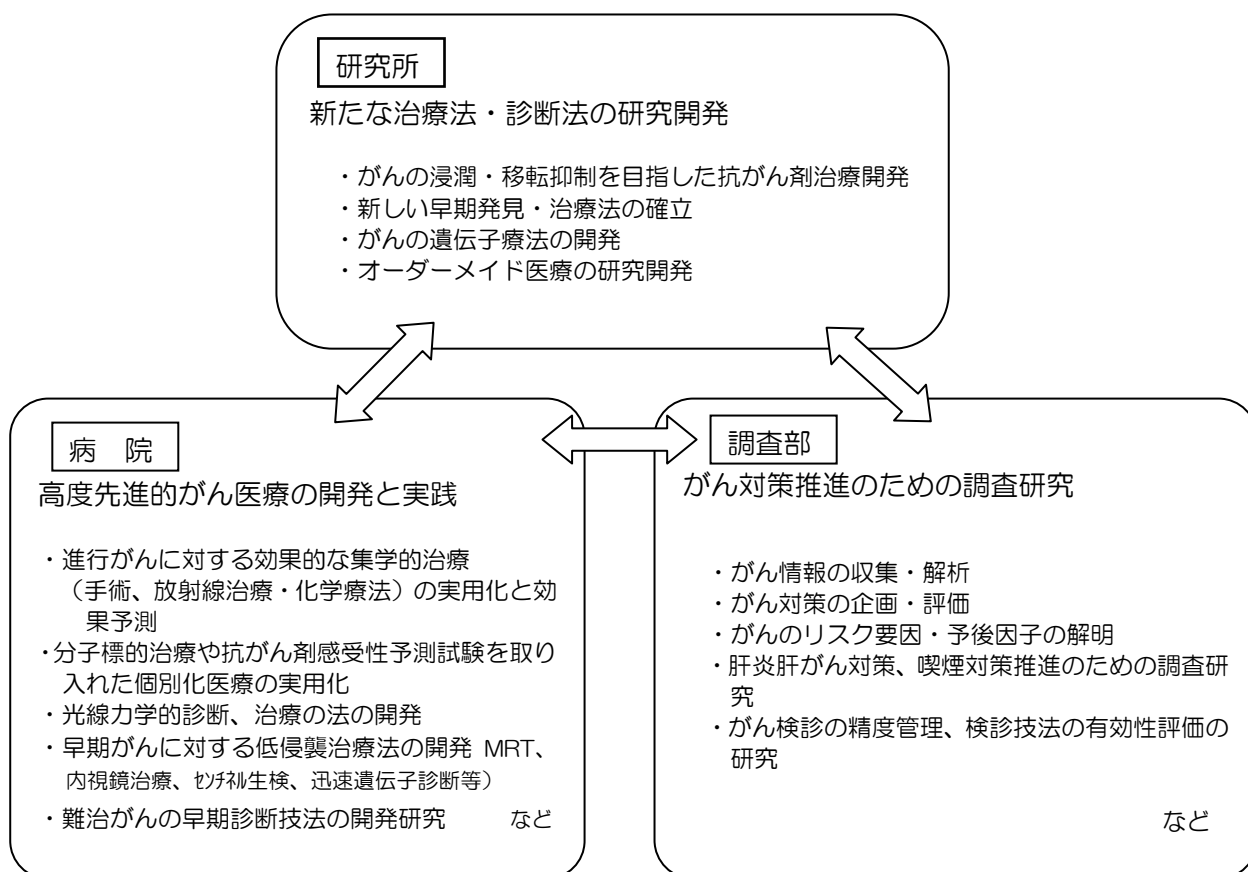 研究所
新たな治療法・診断法の研究開発
・がんの浸潤・移転抑制を目指した抗がん剤治療開発
・新しい早期発見・治療法の確立
・がんの遺伝子療法の開発
・オーダーメイド医療の研究開発
病　院
高度先進的がん医療の開発と実践
・進行がんに対する効果的な集学的治療
（手術、放射線治療・化学療法）の実用化と効
果予測
・分子標的治療や抗がん剤感受性予測試験を取り
入れた個別化医療の実用化
・光線力学的診断、治療の法の開発
・早期がんに対する低侵襲治療法の開発 MRT、
内視鏡治療、ｾﾝﾁﾈﾙ生検、迅速遺伝子診断等）
・難治がんの早期診断技法の開発研究　　など
調査部
がん対策推進のための調査研究
・がん情報の収集・解析
・がん対策の企画・評価
・がんのリスク要因・予後因子の解明
・肝炎肝がん対策、喫煙対策推進のための調査研
究
・がん検診の精度管理、検診技法の有効性評価の
研究
など